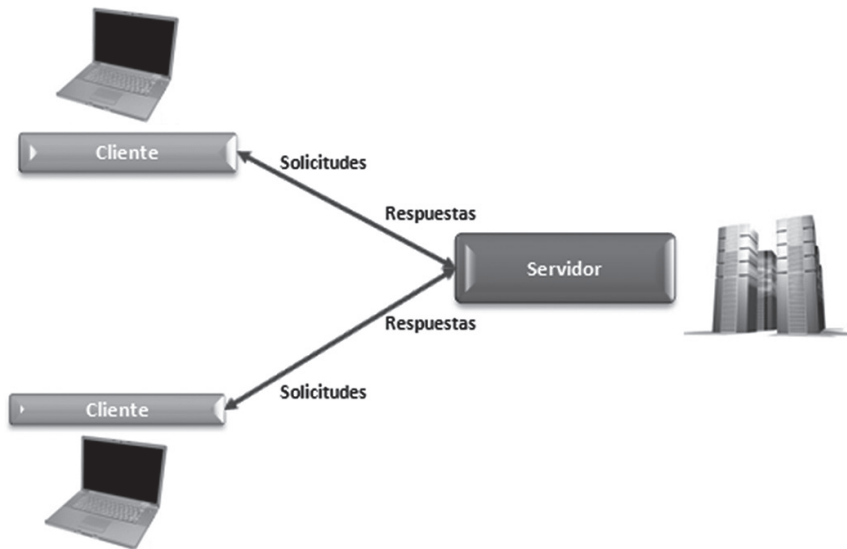 Cliente
Solicitudes
Respuestas
Servidor
Respuestas
Solicitudes
Cliente